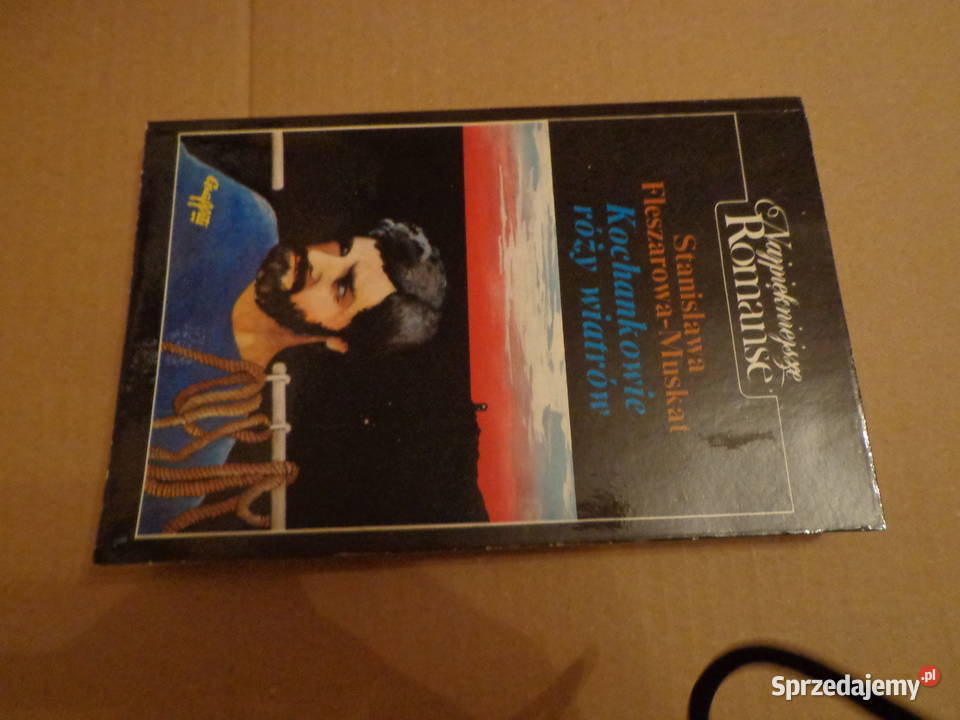 Najpiękniejsze
Romanse
Stanisława
Fleszarowa-Muskat
Kochankowie
róży wiatrów
Sprzedajemy.pl